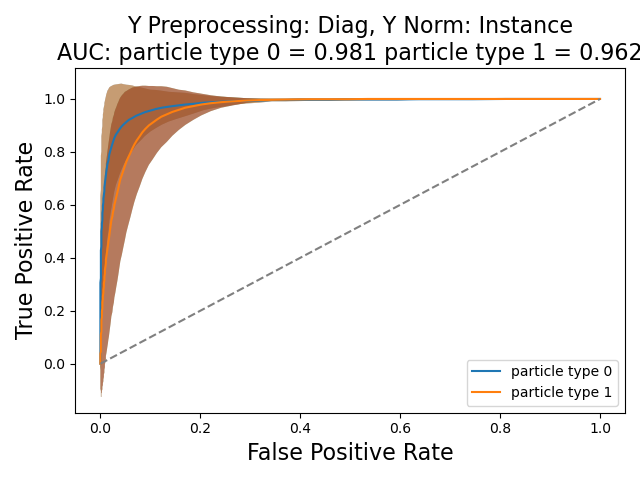 Y Preprocessing: Diag, Y Norm: Instance
AUC: particle type 0 = 0.981 particle type 1 = 0.962
True Positive Rate
1.0
0.8
0.6
0.4
0.2
0.0
particle type 0
particle type 1
0.0 0.2 0.4 0.6 0.8 1.0
False Positive Rate